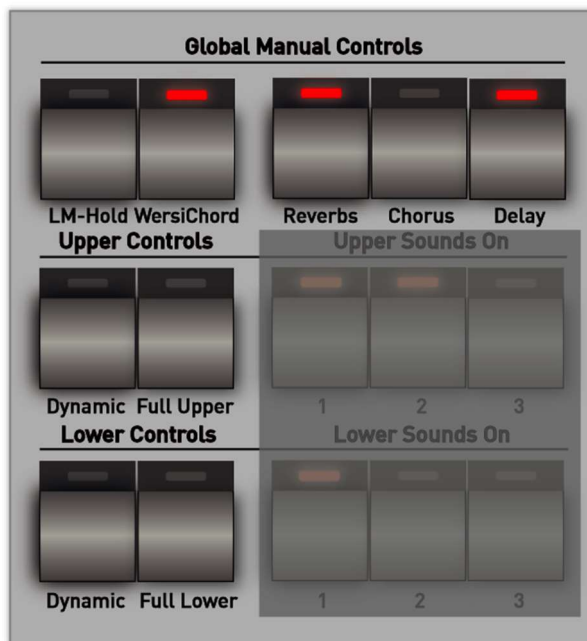 Global Manual Controls
LM-Hold WersiChord Reverbs Chorus Delay
Upper Controls Upper Sounds On
Dynamic Full Upper 1 2 3
Lower Controls Lower Sounds On
Dynamic Full Lower 1 2 3